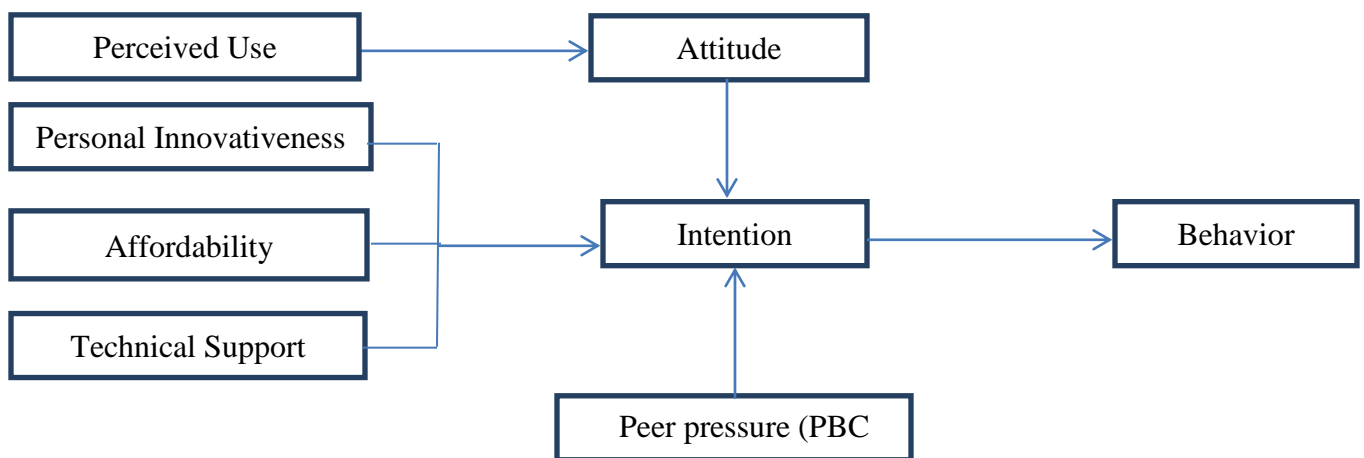 Perceived Use
Attitude
Personal Innovativeness
Affordability
Intention
Behavior
Technical Support
Peer pressure (PBC